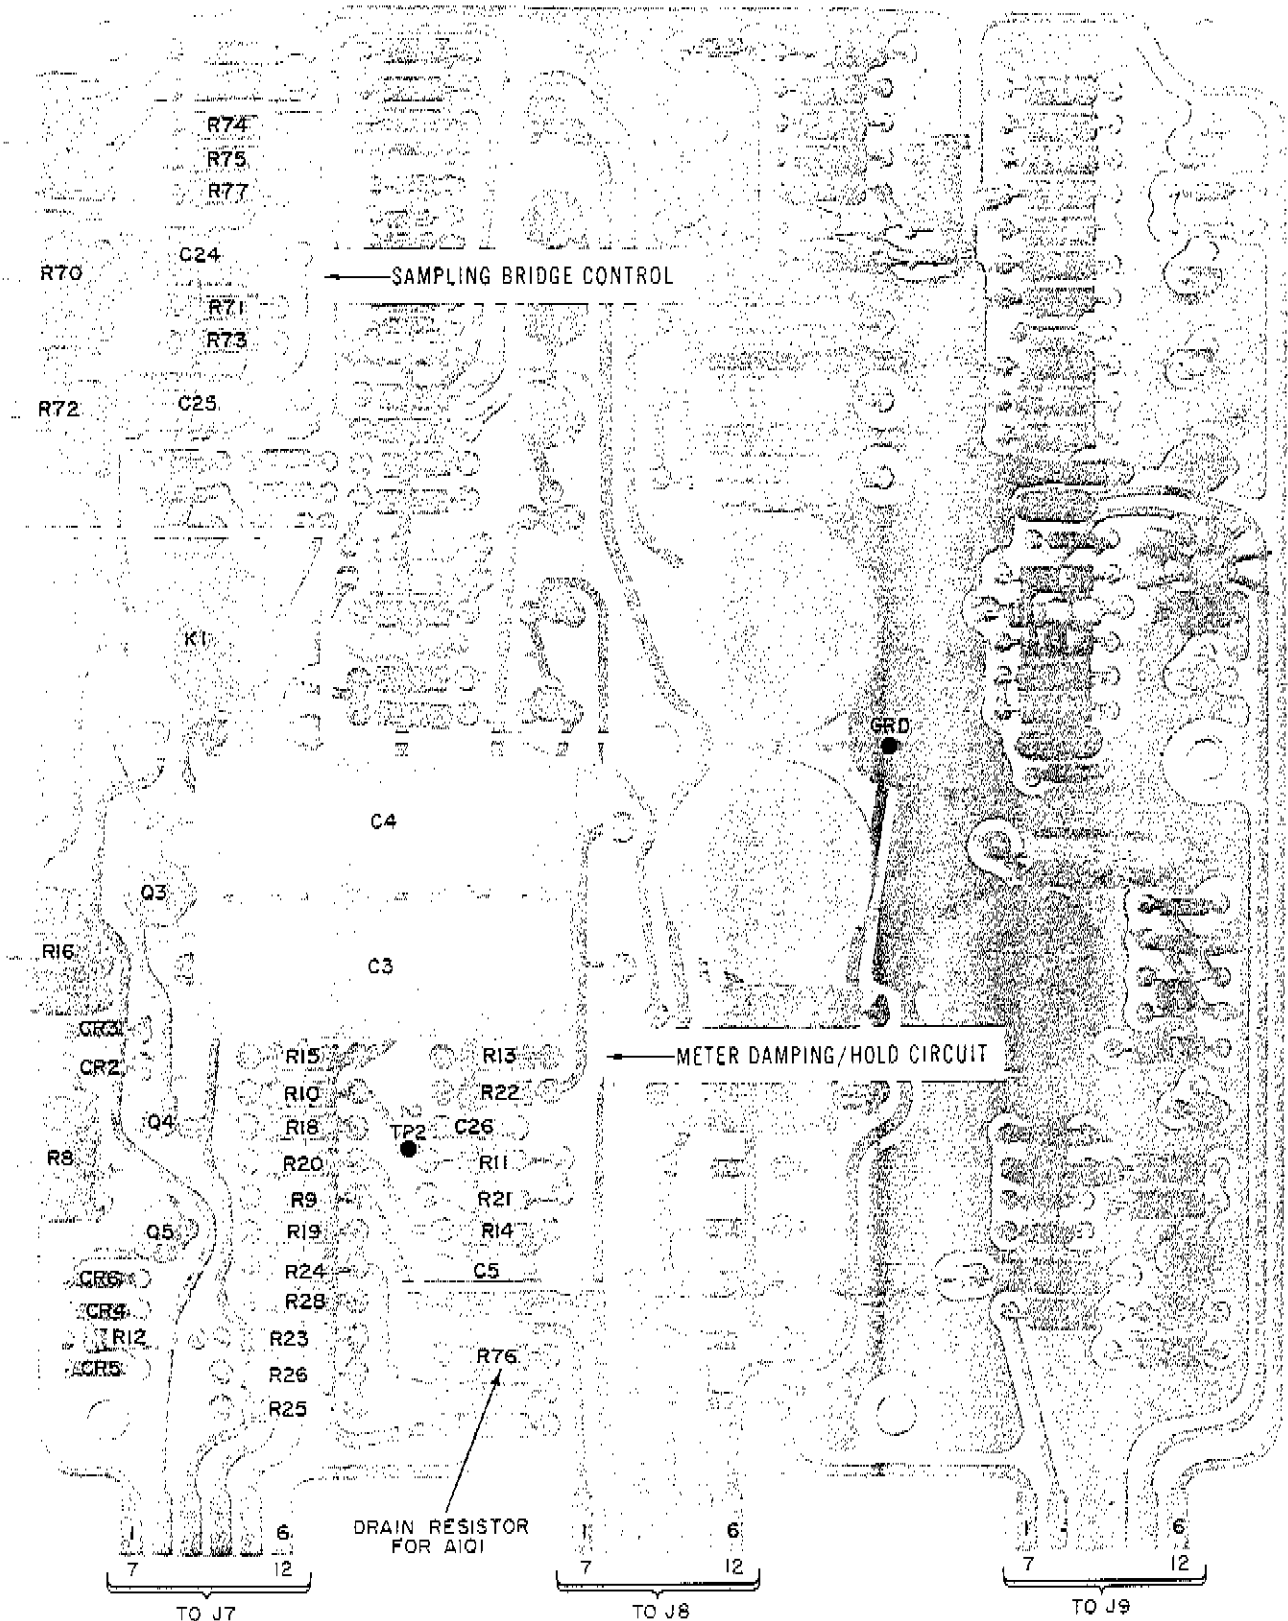 R74
R75
R77
C24
R70
SAMPLING BRIDGE CONTROL
R71
R73
R72
C25
K1
GRD
C4
Q3
R16
C3
CR3
R15
R13
METER DAMPING/HOLD CIRCUIT
CR2
R10
R22
Q4
R18
TP2
C26
R8
R20
R11
R9
R21
Q5
R19
R14
CR6
R24
C5
CR4
R28
R12
R23
R76
CR5
R26
R25
DRAIN RESISTOR
FOR A1Q1
1 6 1 6 1 6
7 12 7 12 7 12
TO J7 TO J8 TO J9